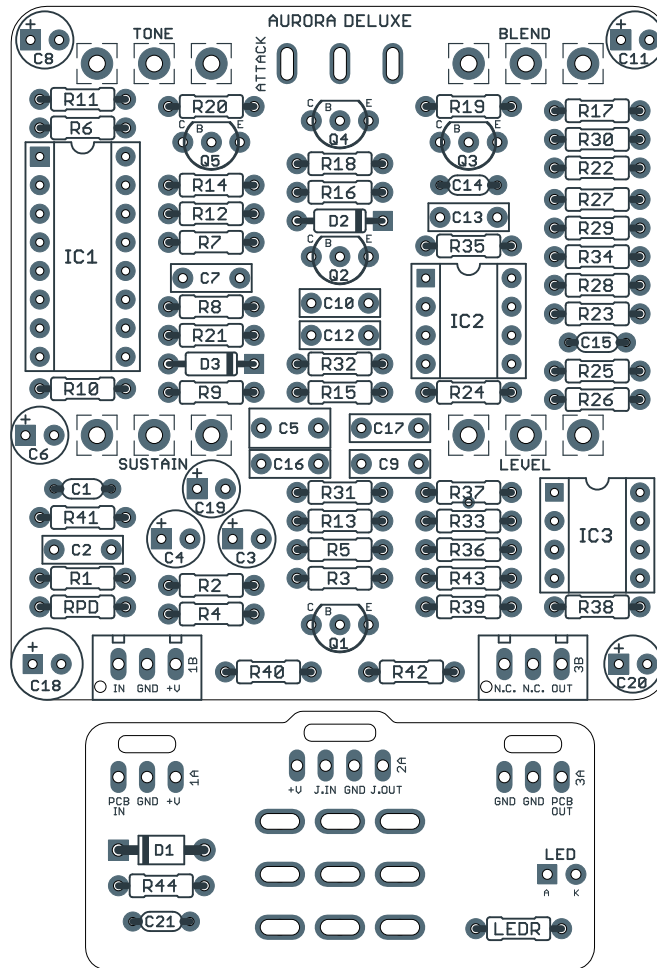 AURORA DELUXE
+ C8
TONE
ATTACK
BLEND
+ C11
R11
R20
R19
R17
R6
C B E Q5
C B E Q4
C B E Q3
R30
R18
R22
R14
R16
C14
R27
R12
D2
C13
R29
R7
C B E Q2
R35
R34
IC1
C7
R28
R8
C10
IC2
R23
R21
C12
C15
D3
R32
R25
R10
R9
R15
R24
R26
+ C6
C5
C17
SUSTAIN
C16
C9
LEVEL
C1
+ C19
R31
R37
R41
+ C4
+ C3
R13
R33
IC3
C2
R5
R36
R1
R2
R3
R43
RPD
R4
R39
R38
C B E Q1
+ C18
IN GND +V
1B
R40
R42
N.C. N.C. OUT
3B
+ C20
1A
2A
3A
PCB IN GND +V
+V J.IN GND J.OUT
GND GND PCB OUT
D1
LED
R44
A K
C21
LEDR